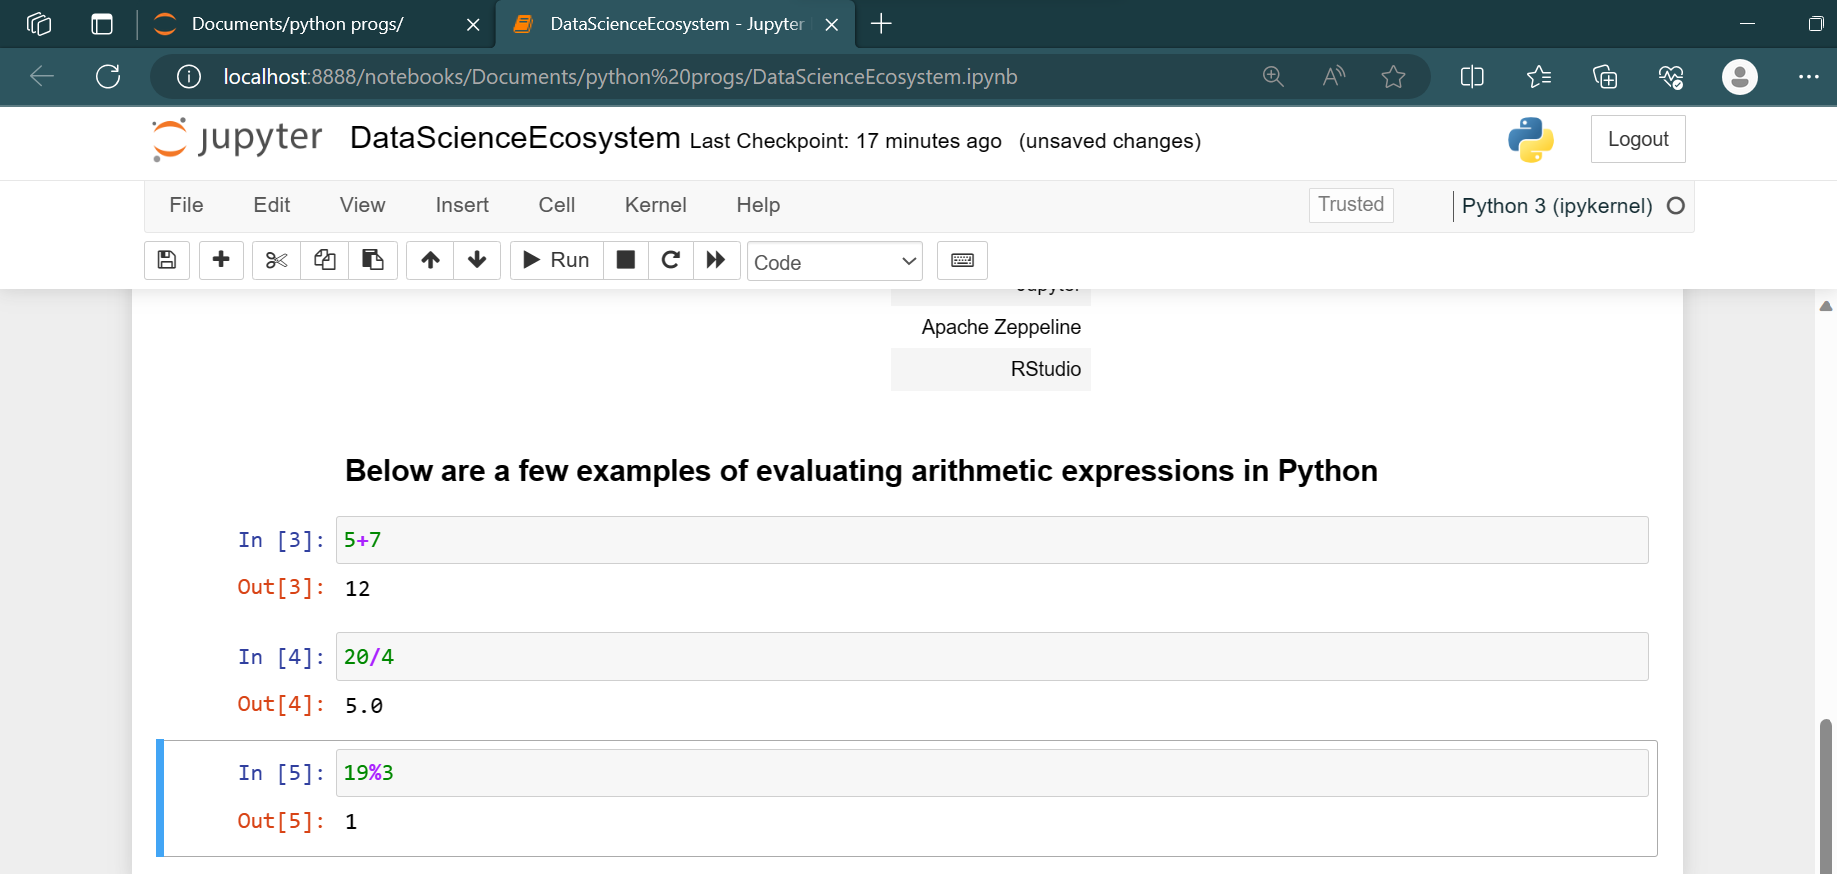 Documents/python progs/
DataScienceEcosystem - Jupyter
localhost:8888/notebooks/Documents/python%20progs/DataScienceEcosystem.ipynb
jupyter DataScienceEcosystem Last Checkpoint: 17 minutes ago (unsaved changes)
Logout
File Edit View Insert Cell Kernel Help Trusted Python 3 (ipykernel)
Run Code
Jupyter
Apache Zeppeline
RStudio
Below are a few examples of evaluating arithmetic expressions in Python
In [3]: 5+7
Out[3]: 12
In [4]: 20/4
Out[4]: 5.0
In [5]: 19%3
Out[5]: 1